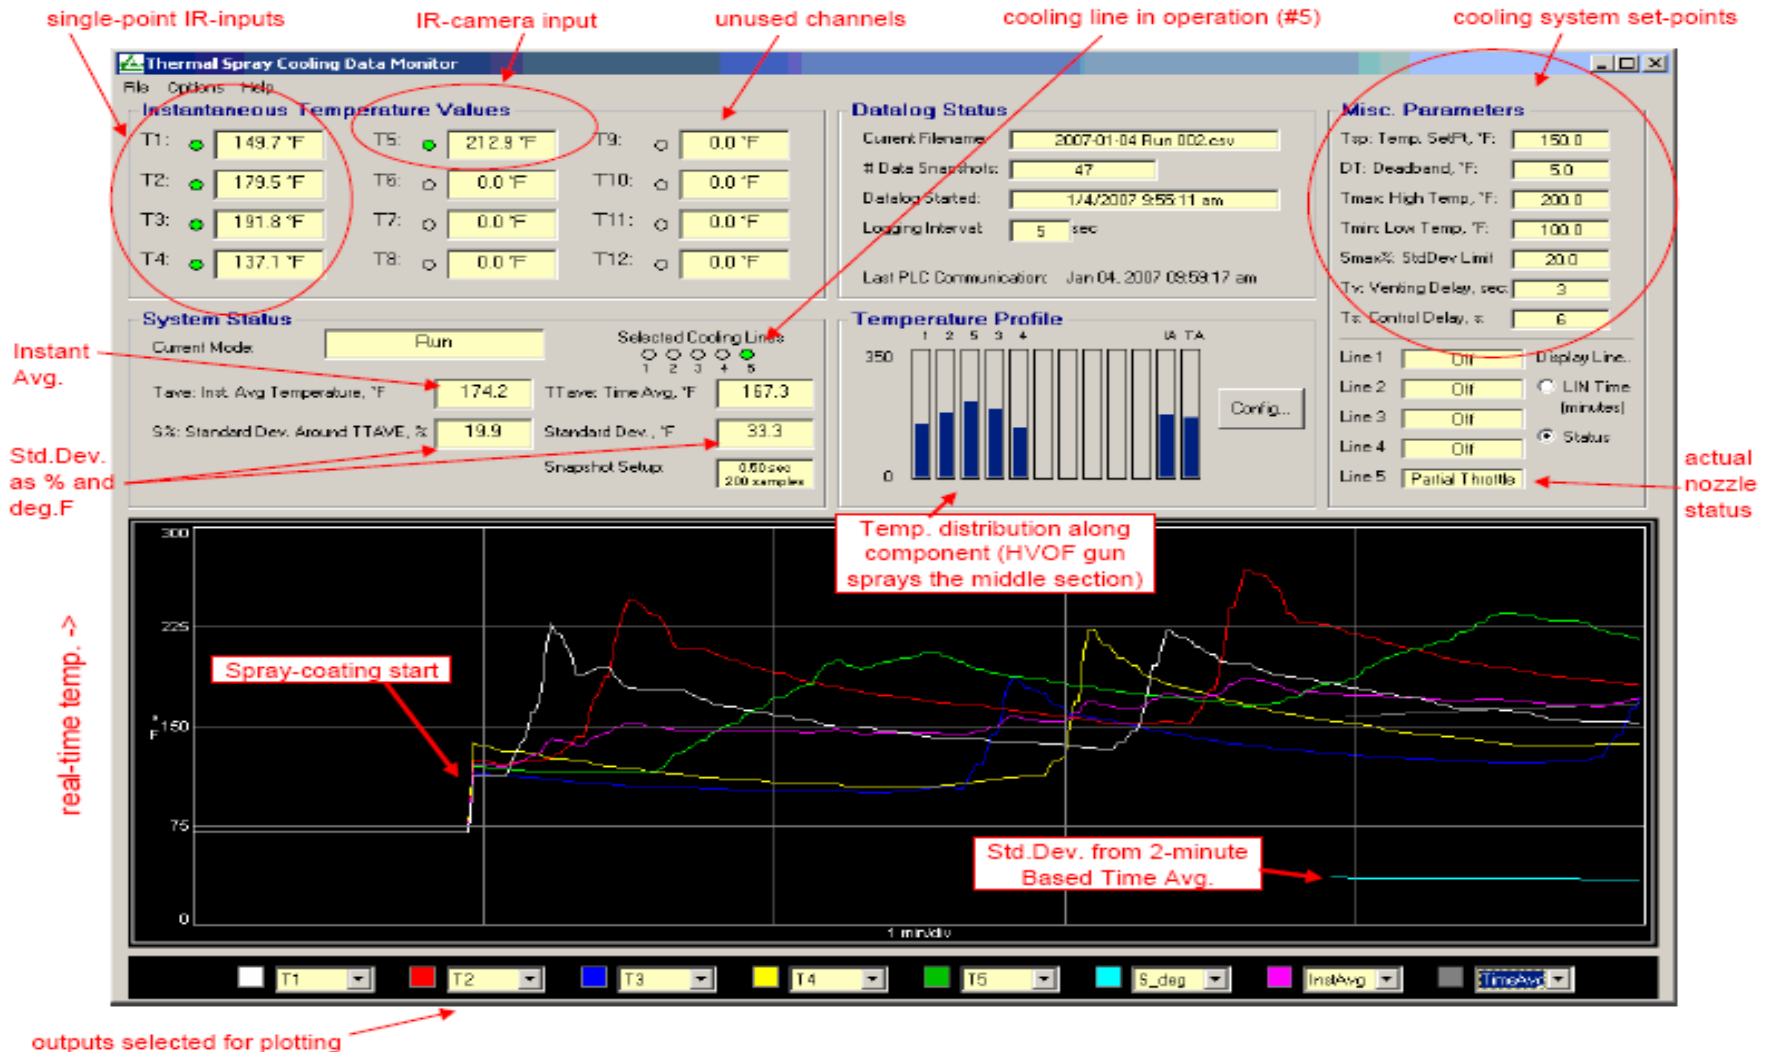 single-point IR-inputs
IR-camera input
unused channels
cooling line in operation (#5)
cooling system set-points
Thermal Spray Cooling Data Monitor
File Options Help
Instantaneous Temperature Values
T1: 149.7 °F
T2: 179.5 °F
T3: 191.8 °F
T4: 137.1 °F
T5: 212.9 °F
T6: 0.0 °F
T7: 0.0 °F
T8: 0.0 °F
T9: 0.0 °F
T10: 0.0 °F
T11: 0.0 °F
T12: 0.0 °F
Datalog Status
Current Filename: 2007-01-04 Run 002.csv
# Data Snapshots: 47
Datalog Started: 1/4/2007 9:55:11 am
Logging Interval: 5 sec
Last PLC Communication: Jan 04, 2007 09:59:17 am
Misc. Parameters
Tsp: Temp. SetPt, °F: 150.0
DT: Deadband, °F: 5.0
Tmax: High Temp, °F: 200.0
Tmin: Low Temp, °F: 100.0
Smax%: StdDev Limit 20.0
Tv: Venting Delay, sec: 3
Tx: Control Delay, x: 6
Line 1 Off
Line 2 Off
Line 3 Off
Line 4 Off
Line 5 Partial Throttle
Display Line..
LIN Time
(minutes)
Status
System Status
Current Mode: Run
Selected Cooling Lines
1 2 3 4 5
Tave: Inst. Avg Temperature, °F 174.2
TTave: Time Avg, °F 167.3
S%: Standard Dev. Around TTAVE, % 19.9
Standard Dev., °F 33.3
Snapshot Setup: 0.50 sec
200 samples
Temperature Profile
1 2 5 3 4 IA TA
350
0
Config...
Instant
Avg.
Std.Dev.
as % and
deg.F
actual
nozzle
status
Temp. distribution along
component (HVOF gun
sprays the middle section)
real-time temp. ->
300
225
150
°F
75
0
Spray-coating start
Std.Dev. from 2-minute
Based Time Avg.
1 min/div
T1
T2
T3
T4
T5
S_deg
InstAvg
TimeAvg
outputs selected for plotting